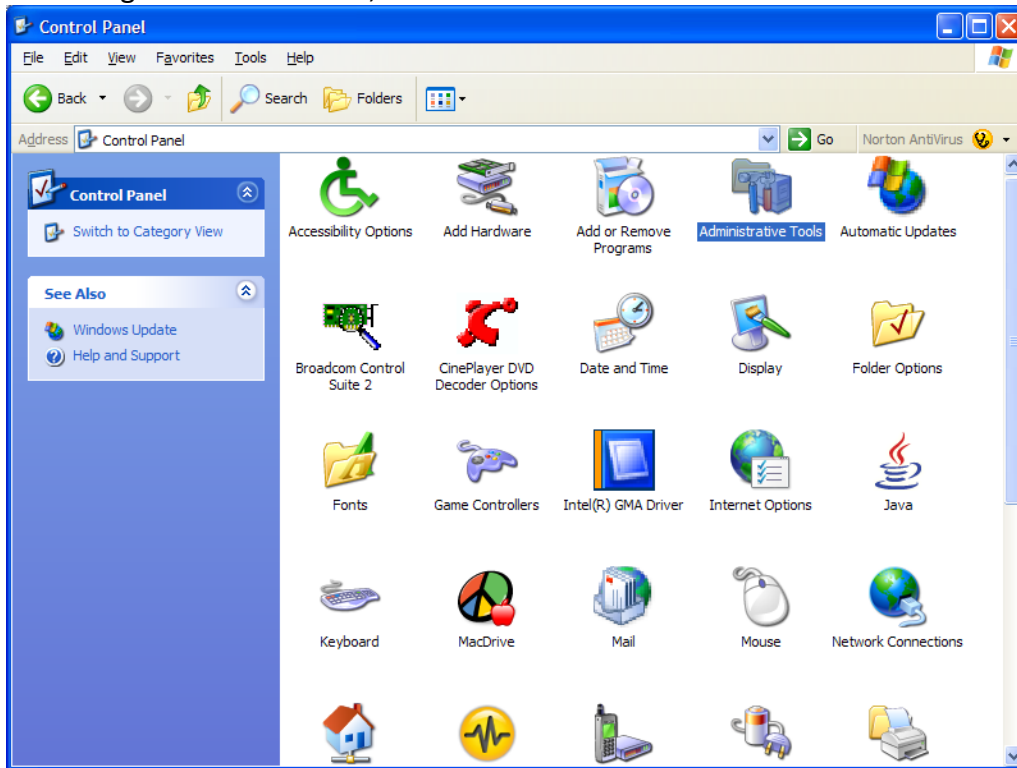 Control Panel
File Edit View Favorites Tools Help
Back Search Folders
Address Control Panel Go Norton AntiVirus
Control Panel
Switch to Category View
See Also
Windows Update
Help and Support
Accessibility Options Add Hardware Add or Remove Programs Administrative Tools Automatic Updates
Broadcom Control Suite 2 CinePlayer DVD Decoder Options Date and Time Display Folder Options
Fonts Game Controllers Intel(R) GMA Driver Internet Options Java
Keyboard MacDrive Mail Mouse Network Connections